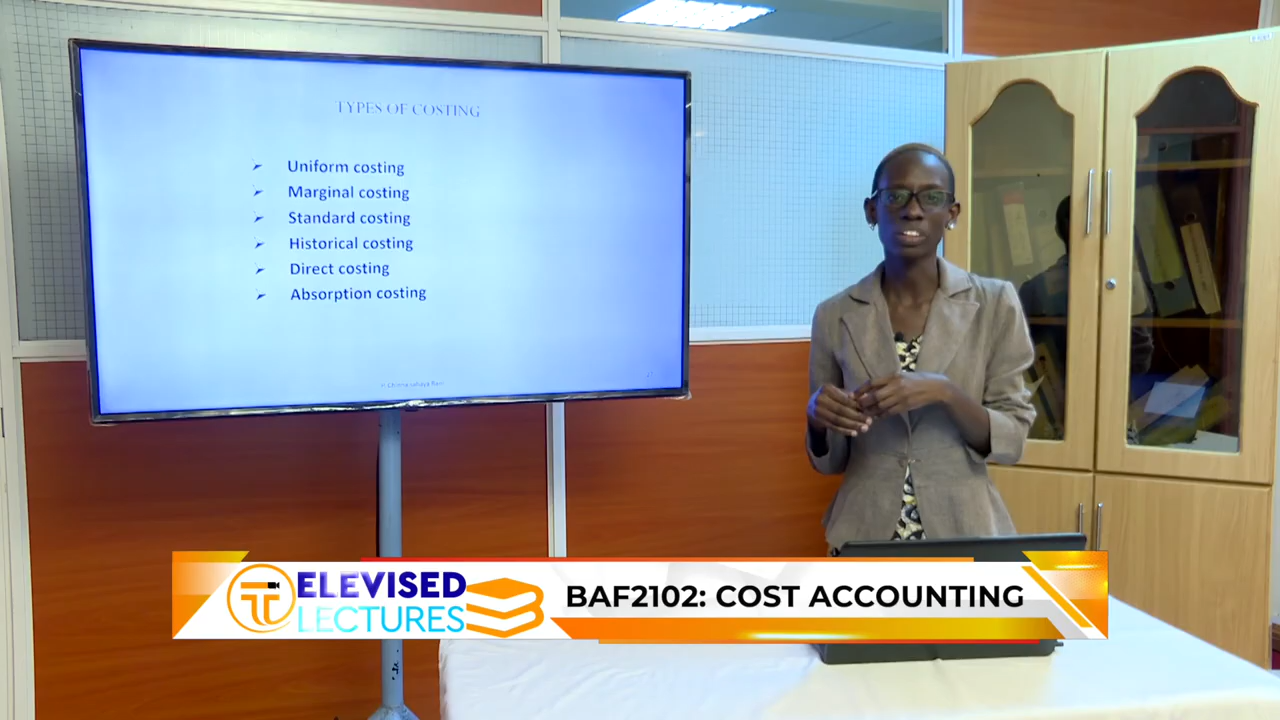 TYPES OF COSTING
➢ Uniform costing
➢ Marginal costing
➢ Standard costing
➢ Historical costing
➢ Direct costing
➢ Absorption costing
TELEVISED
LECTURES
BAF2102: COST ACCOUNTING